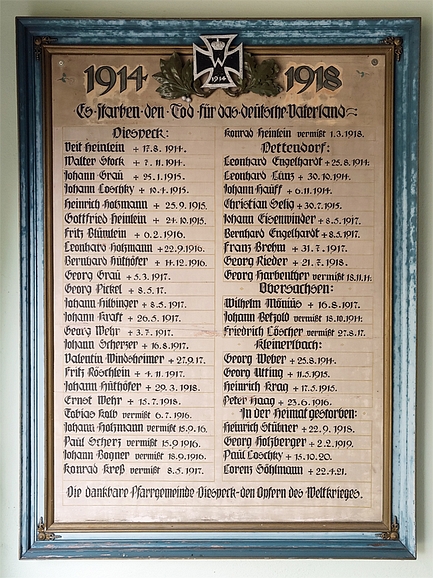 W
1914
1914 1918
Es starben den Tod für das deutsche Vaterland
Diespeck:
Veit Heinlein + 17.8. 1914.
Walter Stork + 7. 11. 1914.
Johann Grau + 25.1.1915.
Johann Loschky + 10.4.1915.
Heinrich Holzmann + 25.9.1915.
Gottfried Heinlein + 24.10.1915.
Fritz Blümlein + 6.2.1916.
Leonhard Holzmann + 22.9.1916.
Bernhard Hüthöfer + 14.12.1916.
Georg Grau + 5.3.1917.
Georg Pickel + 8.5.17.
Johann Hilbinger + 8.5.1917.
Johann Kraft + 26.5.1917.
Georg Wehr + 3.7.1917.
Johann Scherzer + 16.8.1917.
Valentin Windsheimer + 27.9.17.
Fritz Röschlein + 4.11.1917.
Johann Hüthöfer + 29.3.1918.
Ernst Wehr + 15.7.1918.
Tobias Kolb vermißt 6.7.1916.
Johann Holzmann vermißt 15.9.16.
Paul Scherz vermißt 15.9.1916.
Johann Bogner vermißt 18.9.1916.
Konrad Kreß vermißt 8.5.1917.
Konrad Heinlein vermißt 1.3.1918.
Dettendorf:
Leonhard Engelhardt + 25.8.1914.
Leonhard Lunz + 30.10.1914.
Johann Hauff + 6.11.1914.
Christian Selig + 30.7.1915.
Johann Eisenwinder + 8.5.1917.
Bernhard Engelhardt + 8.5.1917.
Franz Brehm + 31.7.1917.
Georg Rieder + 21.7.1918.
Georg Harbenther vermißt 18.11.14.
Obersachsen:
Wilhelm Mönius + 16.8.1917.
Johann Betzold vermißt 18.10.1914:
Friedrich Löscher vermißt 27.8.17.
Kleinerlbach:
Georg Weber + 25.8.1914.
Georg Utting + 11.5.1915.
Heinrich Krag + 17.5.1915.
Peter Haag + 23.6.1916.
In der Heimat gestorben:
Heinrich Stübner + 22.9.1918.
Georg Holzberger + 2.2.1919.
Paul Loschky + 15.10.20.
Lorenz Göhlmann + 22.4.21.
Die dankbare Pfarrgemeinde Diespeck den Opfern des Weltkrieges.